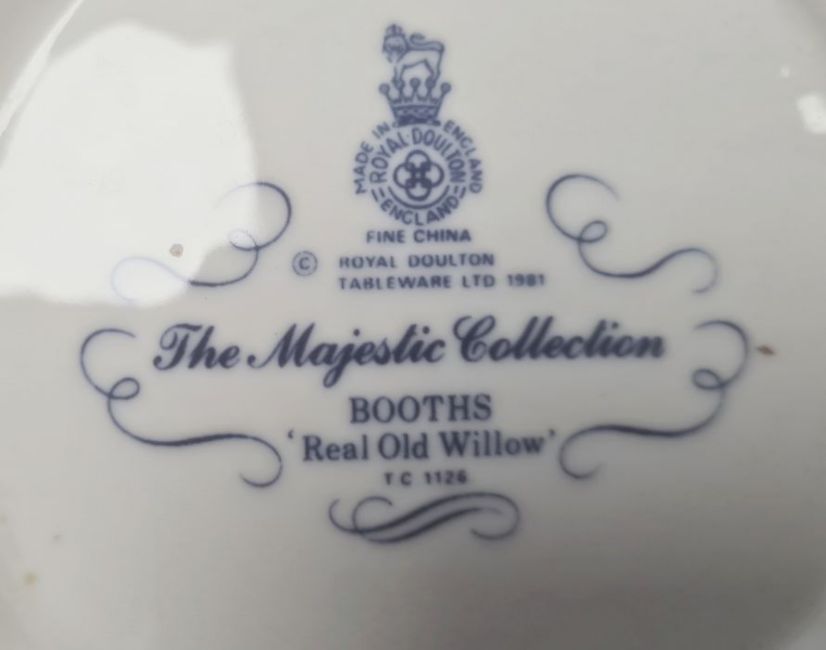 MADE IN ENGLAND
ROYAL DOULTON
ENGLAND
FINE CHINA
© ROYAL DOULTON
TABLEWARE LTD 1981
The Majestic Collection
BOOTHS
'Real Old Willow'
TC 1126